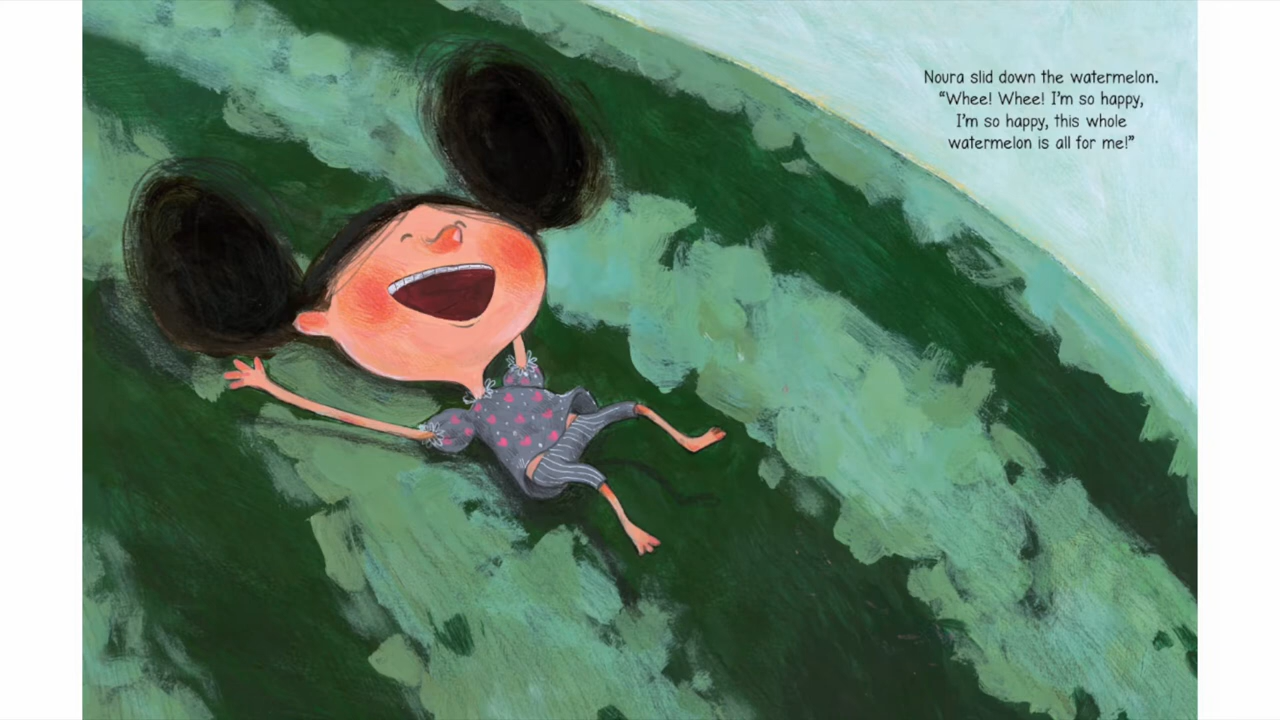 Noura slid down the watermelon.
“Whee! Whee! I’m so happy,
I’m so happy, this whole
watermelon is all for me!”